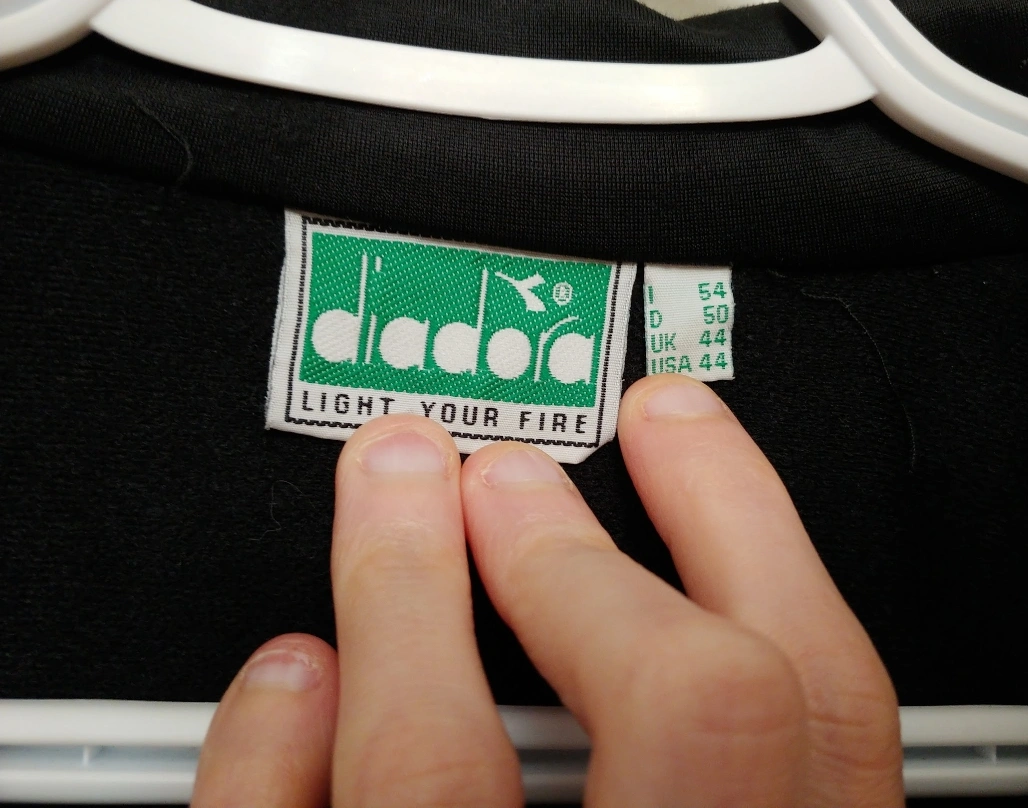 diadora ®
LIGHT YOUR FIRE
I 54
D 50
UK 44
USA 44